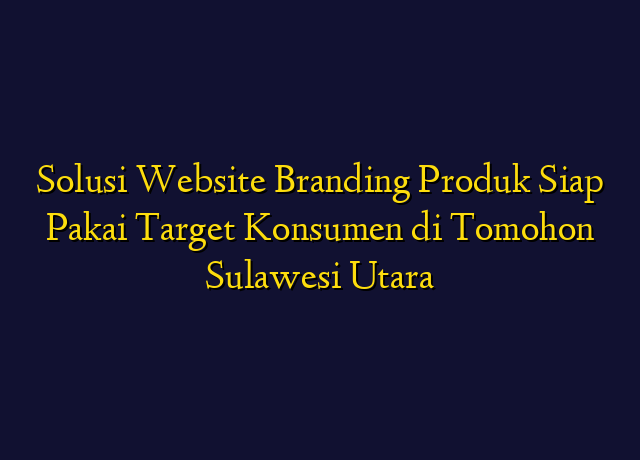 Solusi Website Branding Produk Siap
Pakai Target Konsumen di Tomohon
Sulawesi Utara